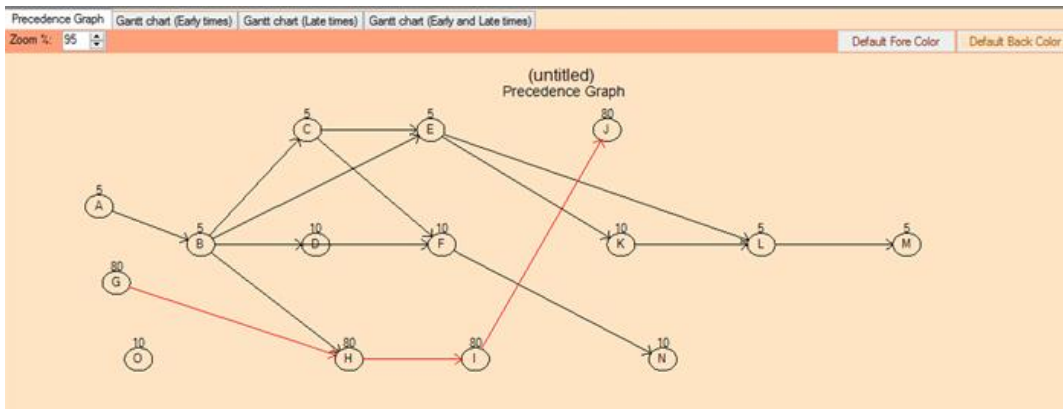 Precedence Graph Gantt chart (Early times) Gantt chart (Late times) Gantt chart (Early and Late times)
Zoom %: 95 Default Fore Color Default Back Color
(untitled)
Precedence Graph
5 5 80
C E J
5
A
5 10 10 10 5 5
B D F K L M
80
G
10 80 80 10
O H I N